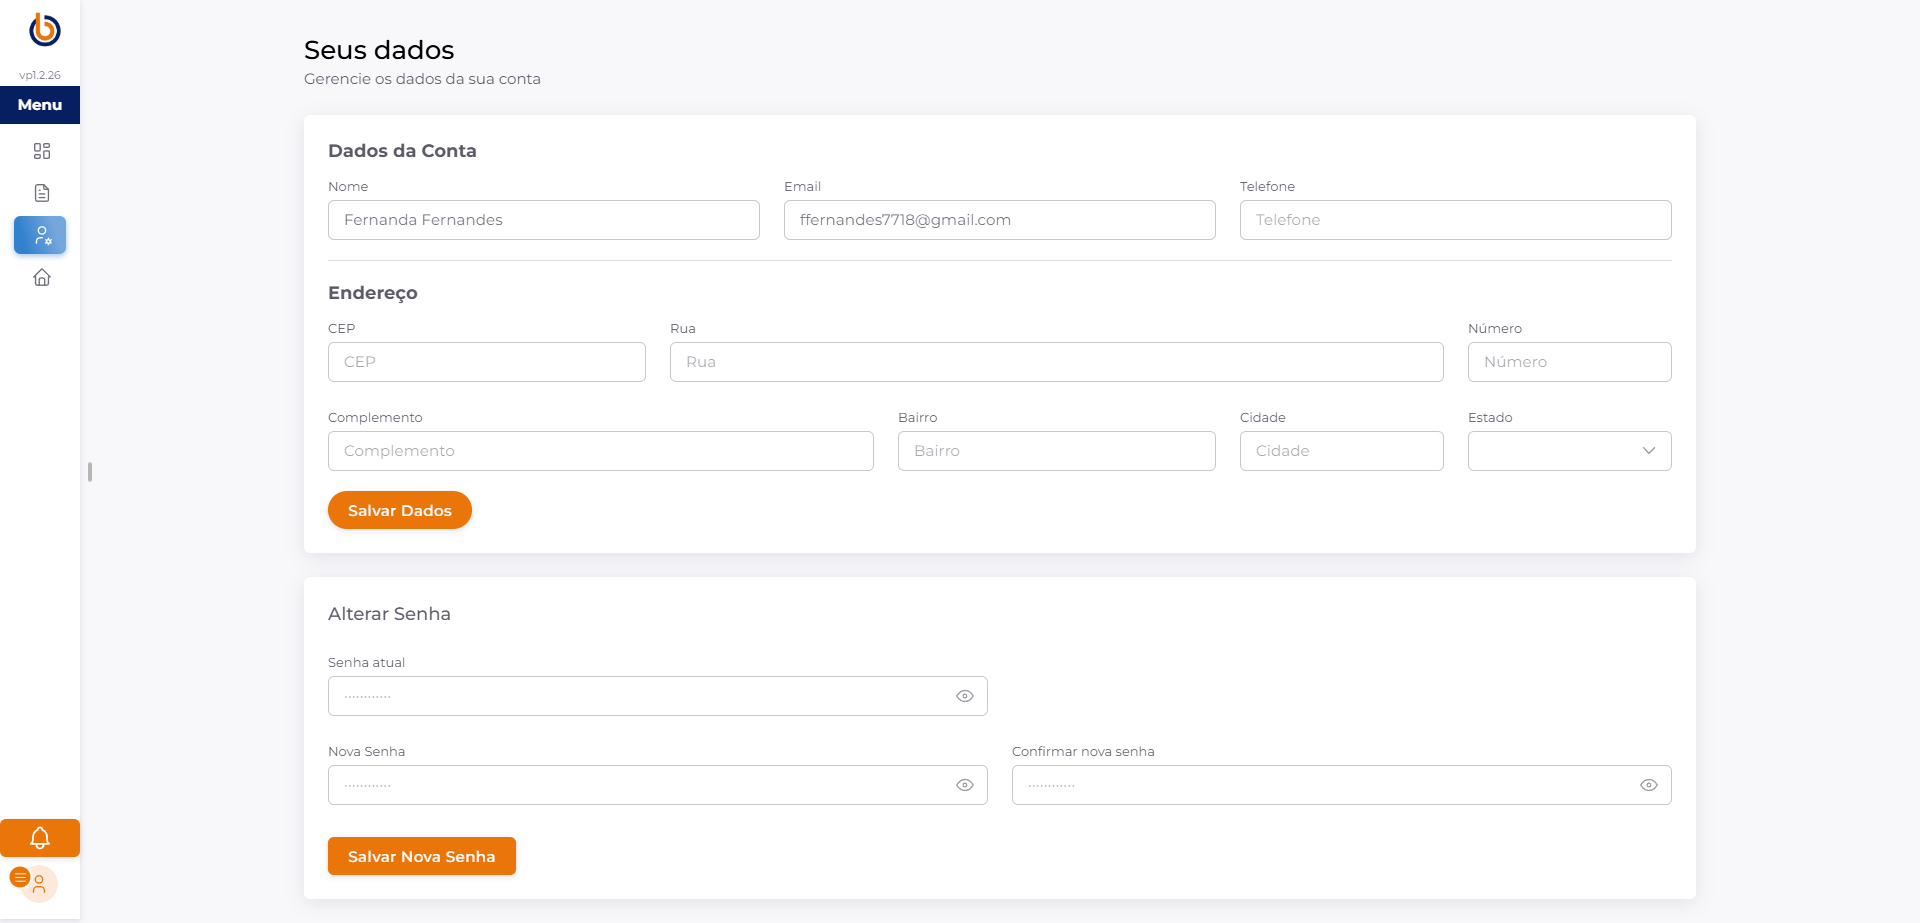 vp1.2.26
Menu
Seus dados
Gerencie os dados da sua conta
Dados da Conta
Nome Email Telefone
Fernanda Fernandes ffernandes7718@gmail.com Telefone
Endereço
CEP Rua Número
CEP Rua Número
Complemento Bairro Cidade Estado
Complemento Bairro Cidade
Salvar Dados
Alterar Senha
Senha atual
············
Nova Senha Confirmar nova senha
············ ············
Salvar Nova Senha